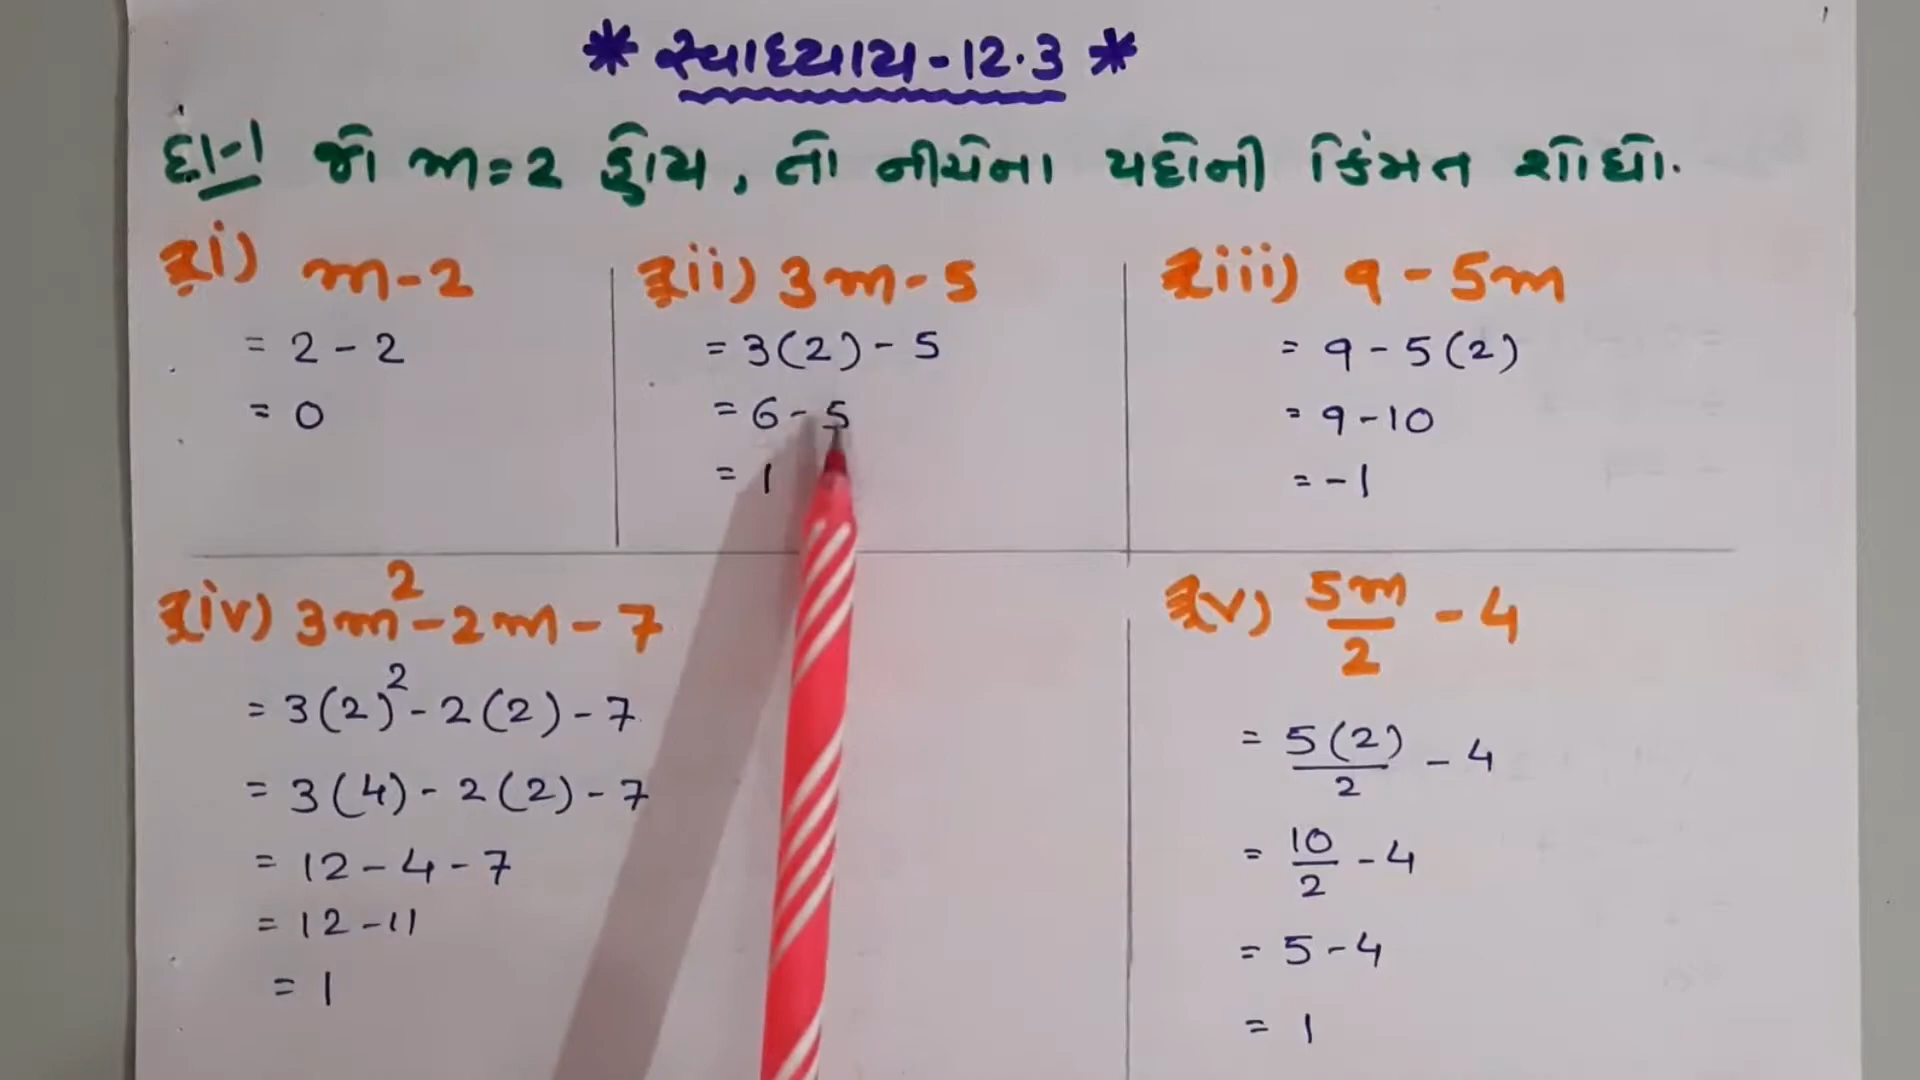 * સ્વાધ્યાય-12.3 *
દા-1 જો m=2 હોય, તો નીચેના પદોની કિંમત શોધો.
રિi) m-2
= 2-2
= 0
રિii) 3m-5
= 3(2)-5
= 6-5
= 1
રિiii) 9-5m
= 9-5(2)
= 9-10
= -1
રિiv) 3m²-2m-7
= 3(2)²-2(2)-7
= 3(4)-2(2)-7
= 12-4-7
= 12-11
= 1
રિv) 5m/2 - 4
= 5(2)/2 - 4
= 10/2 - 4
= 5-4
= 1